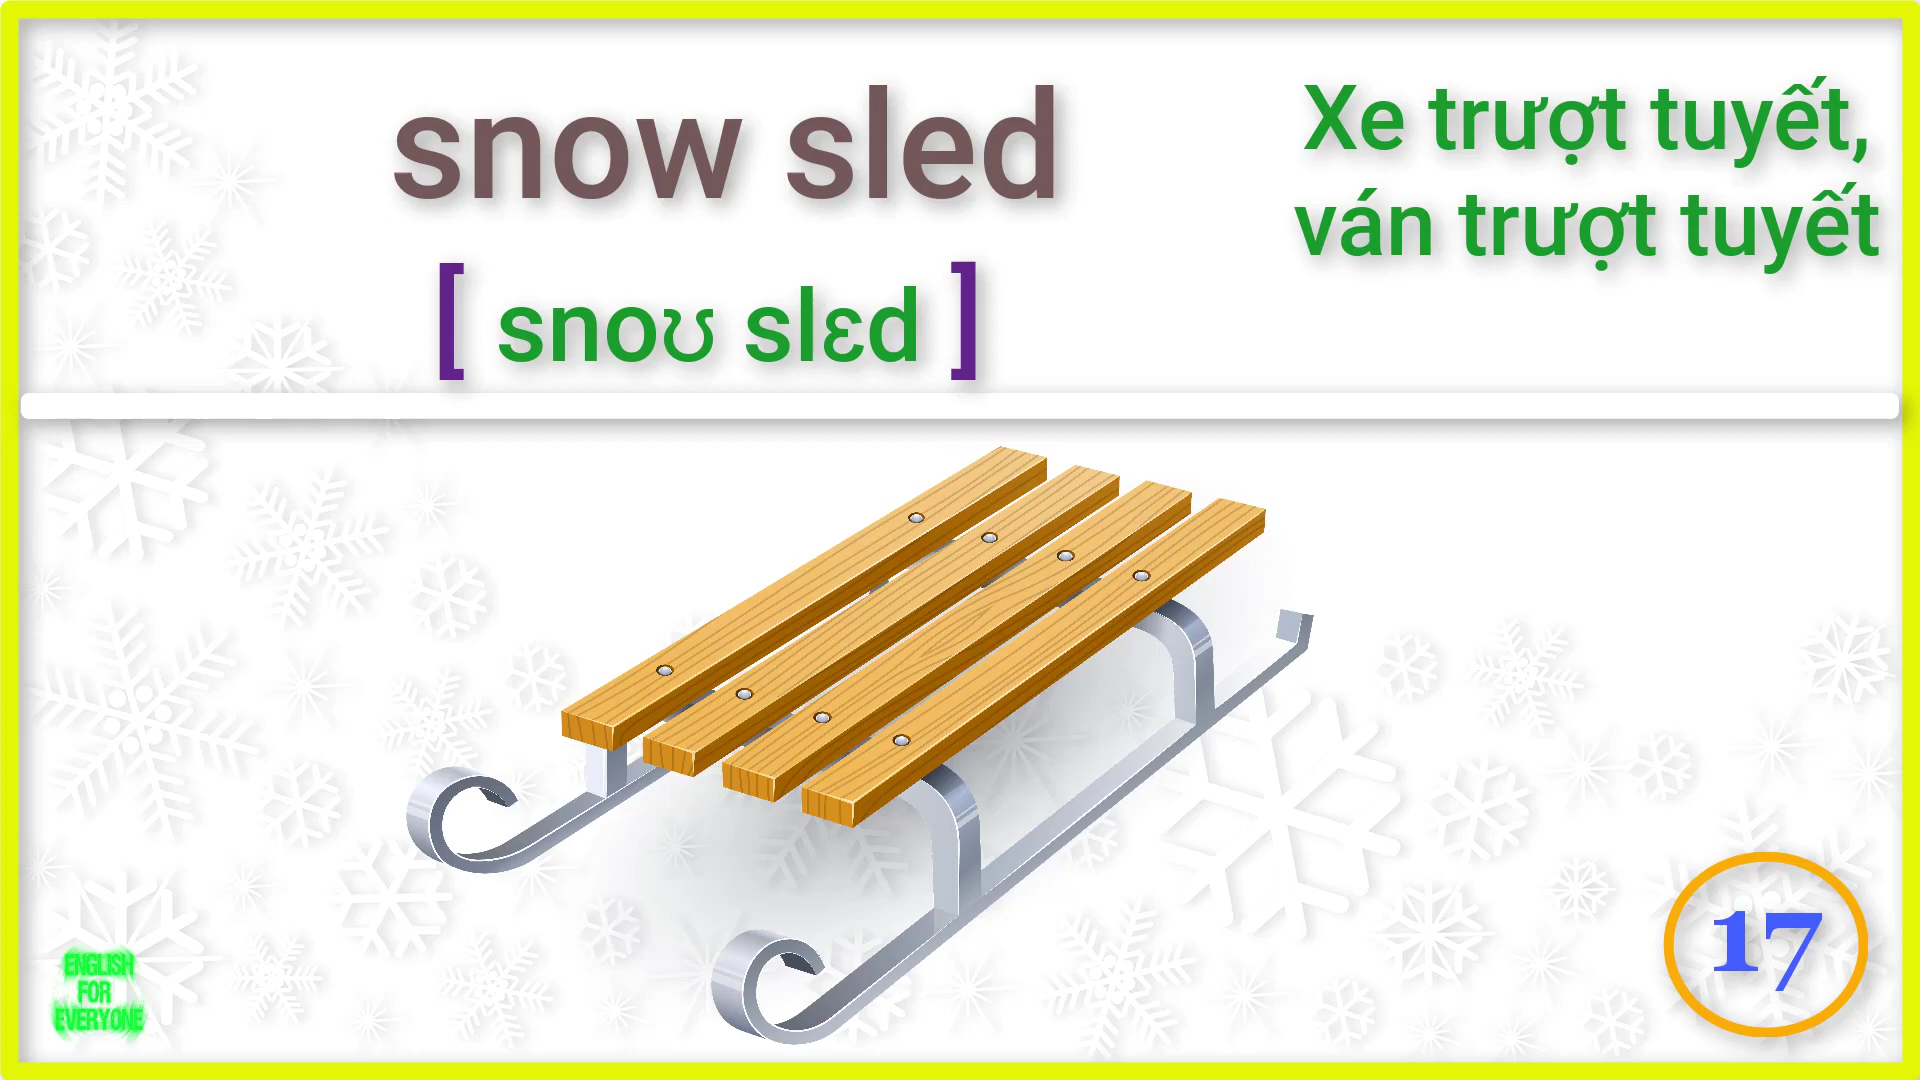 snow sled
[ snoʊ slɛd ]
Xe trượt tuyết,
ván trượt tuyết
ENGLISH
FOR
EVERYONE
17